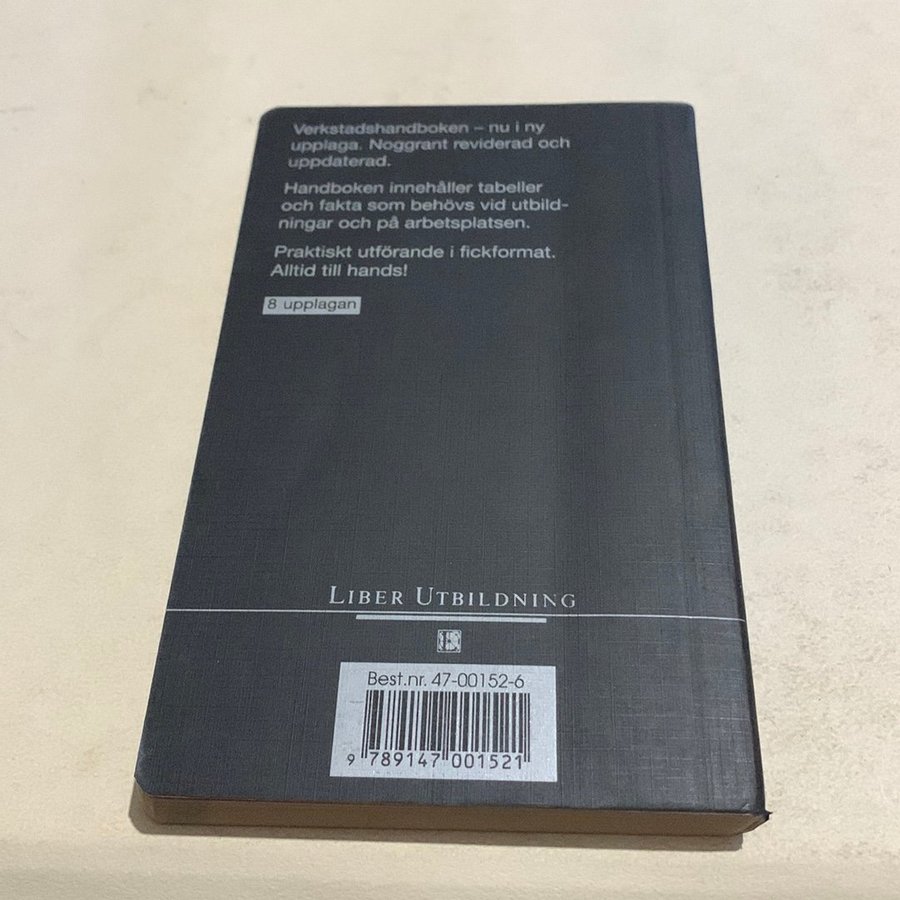 Verkstadshandboken – nu i ny
upplaga. Noggrant reviderad och
uppdaterad.
Handboken innehåller tabeller
och fakta som behövs vid utbild-
ningar och på arbetsplatsen.
Praktiskt utförande i fickformat.
Alltid till hands!
8 upplagan
LIBER UTBILDNING
Best.nr. 47-00152-6
9 789147 001521